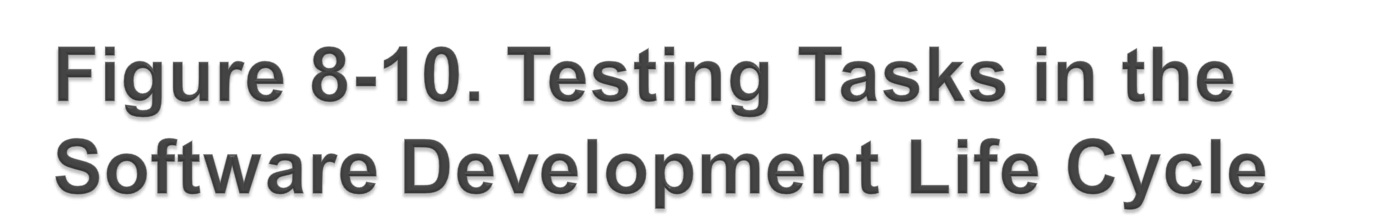 Figure 8-10. Testing Tasks in the
Software Development Life Cycle